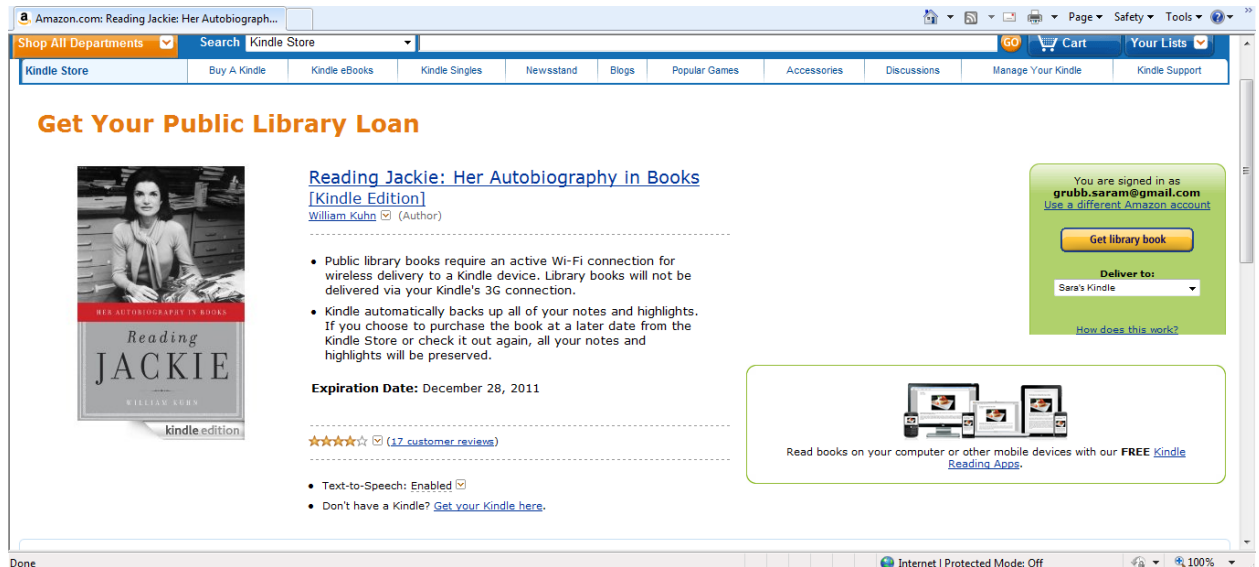 Amazon.com: Reading Jackie: Her Autobiograph...
Page Safety Tools
Shop All Departments Search Kindle Store GO Cart Your Lists
Kindle Store Buy A Kindle Kindle eBooks Kindle Singles Newsstand Blogs Popular Games Accessories Discussions Manage Your Kindle Kindle Support
Get Your Public Library Loan
HER AUTOBIOGRAPHY IN BOOKS
Reading
JACKIE
WILLIAM KUHN
kindle edition
Reading Jackie: Her Autobiography in Books
[Kindle Edition]
William Kuhn (Author)
• Public library books require an active Wi-Fi connection for
wireless delivery to a Kindle device. Library books will not be
delivered via your Kindle's 3G connection.
• Kindle automatically backs up all of your notes and highlights.
If you choose to purchase the book at a later date from the
Kindle Store or check it out again, all your notes and
highlights will be preserved.
Expiration Date: December 28, 2011
(17 customer reviews)
• Text-to-Speech: Enabled
• Don't have a Kindle? Get your Kindle here.
You are signed in as
grubb.saram@gmail.com
Use a different Amazon account
Get library book
Deliver to:
Sara's Kindle
How does this work?
Read books on your computer or other mobile devices with our FREE Kindle
Reading Apps.
Done Internet | Protected Mode: Off 100%